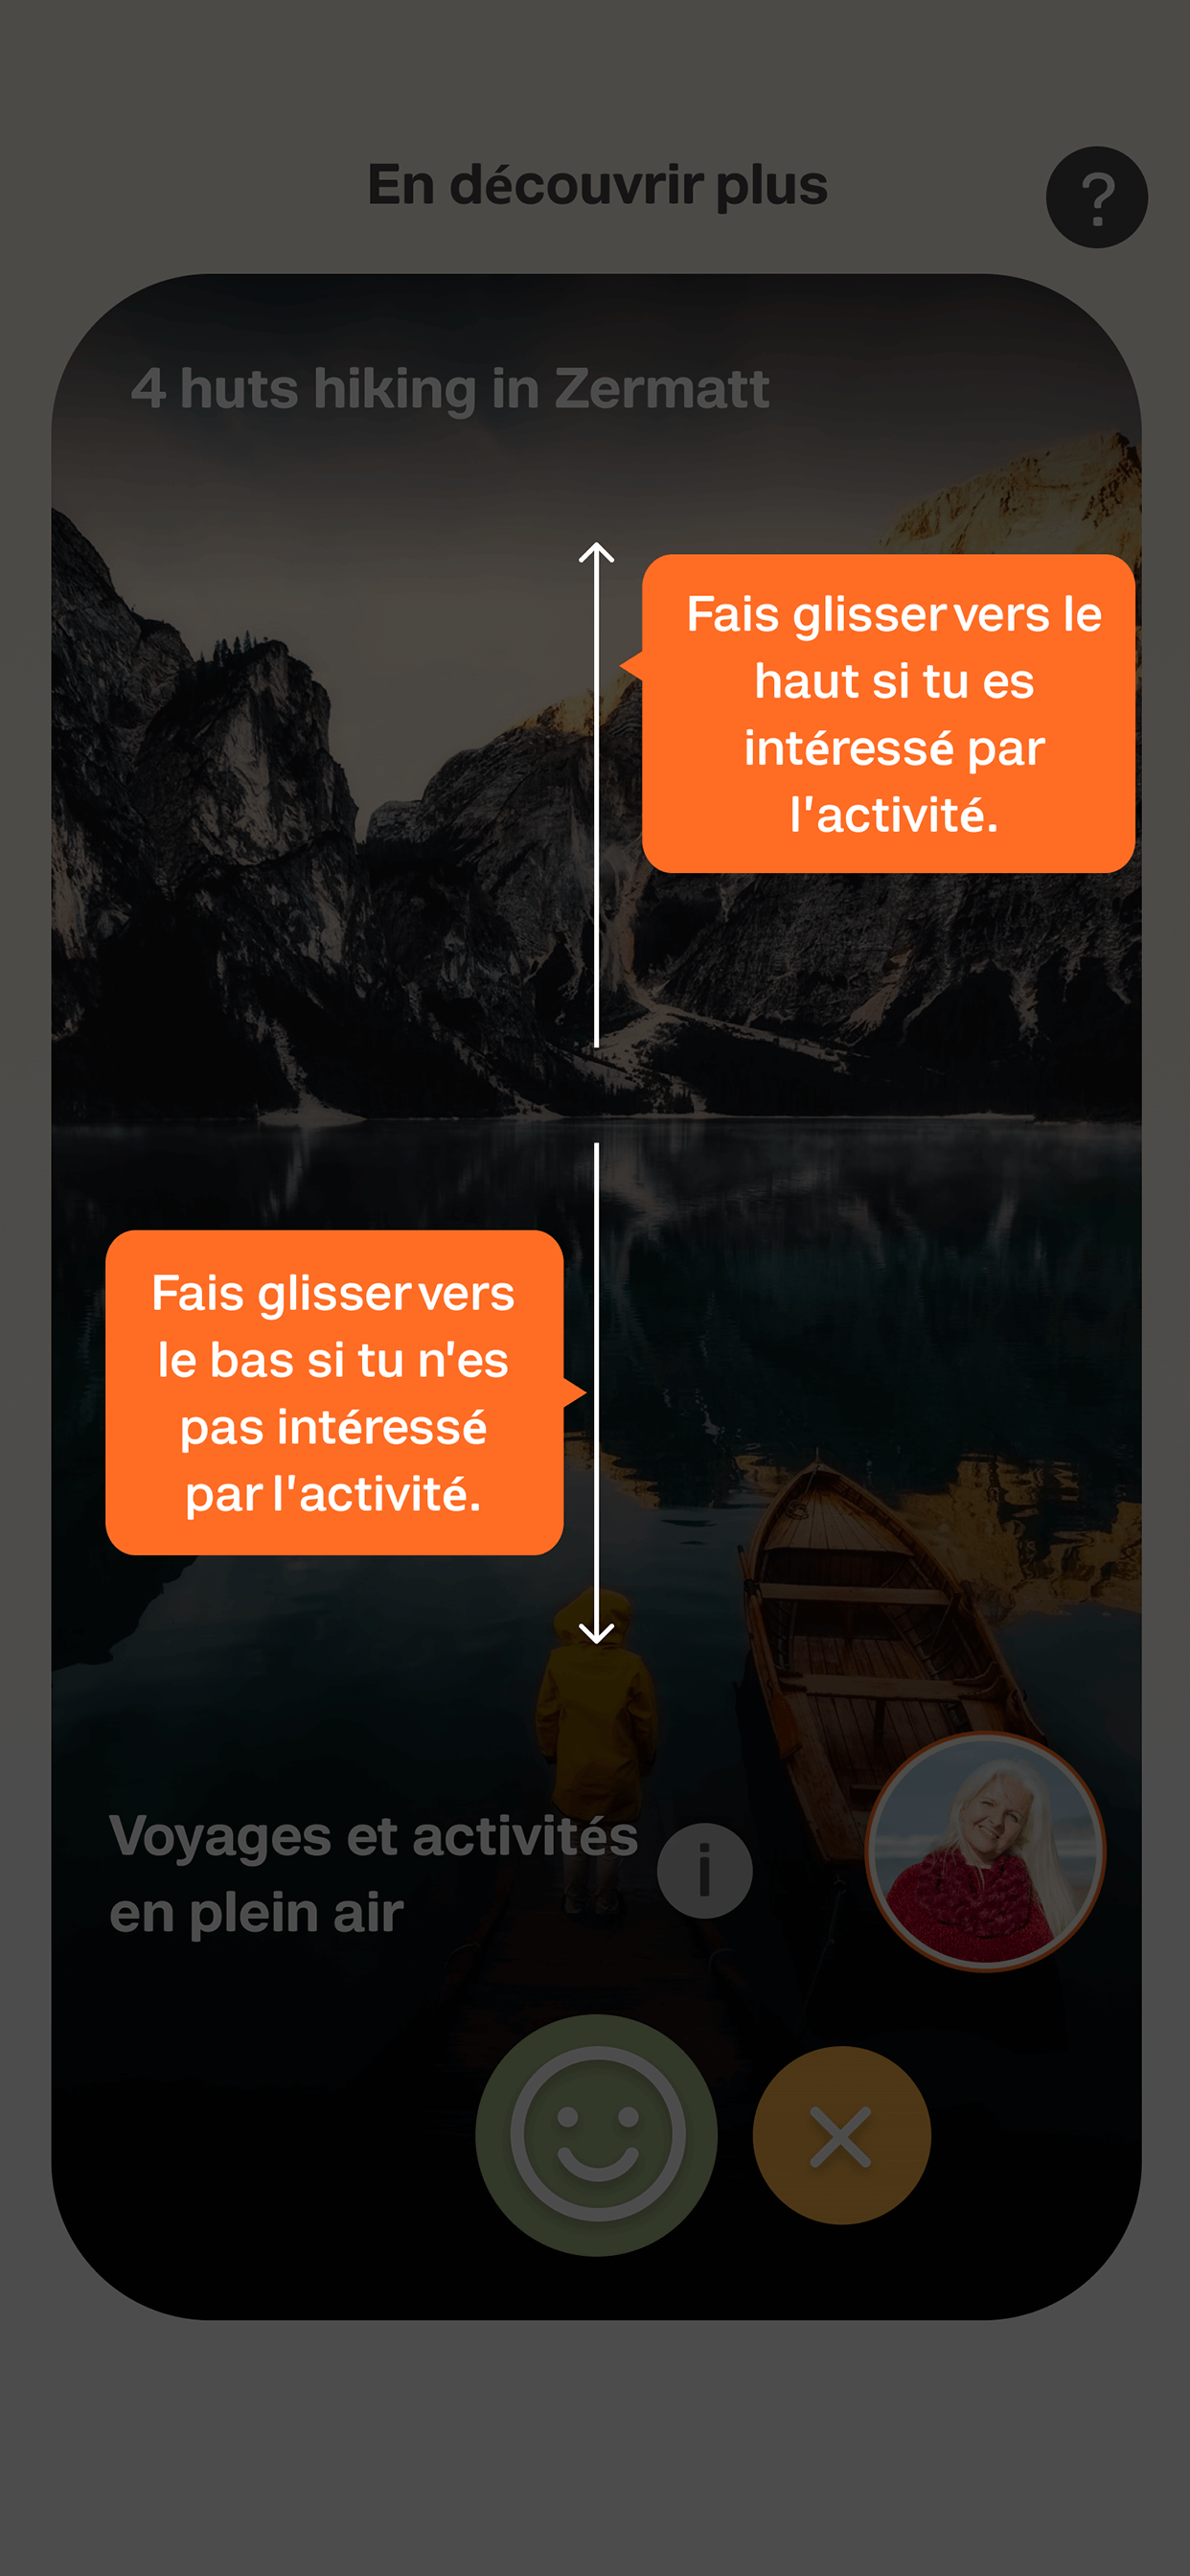 En découvrir plus
?
4 huts hiking in Zermatt
Fais glisser vers le
haut si tu es
intéressé par
l'activité.
Fais glisser vers
le bas si tu n'es
pas intéressé
par l'activité.
Voyages et activités
en plein air
i